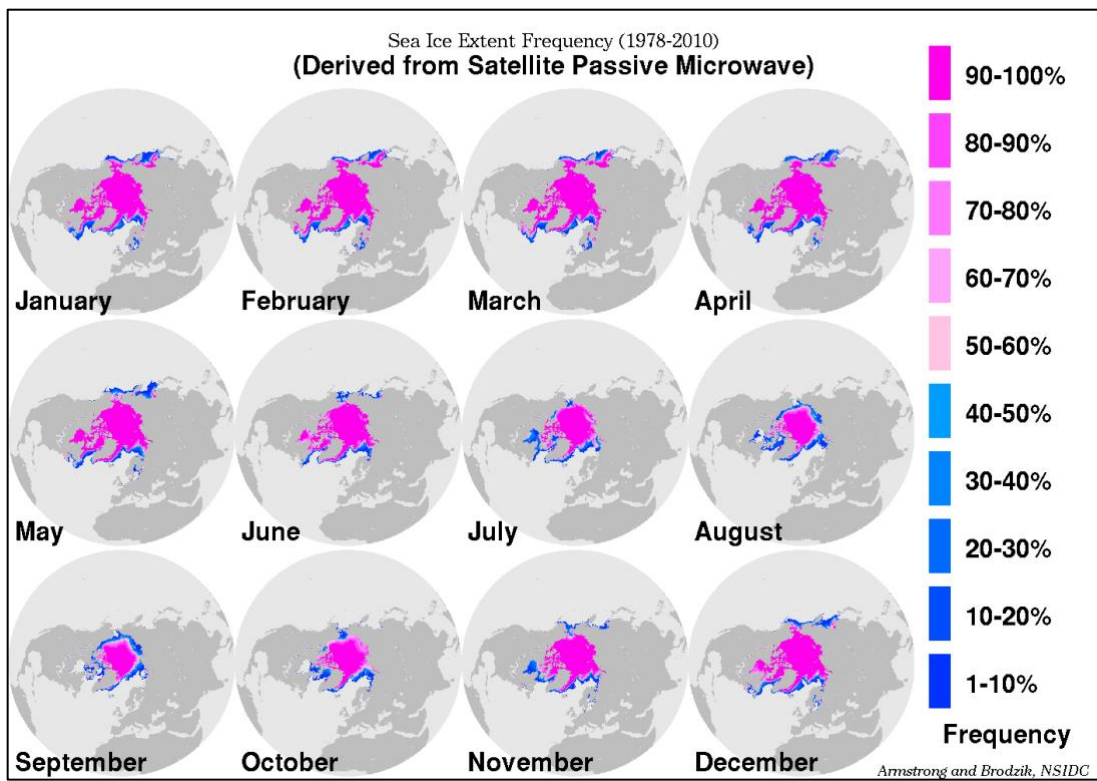 Sea Ice Extent Frequency (1978-2010)
(Derived from Satellite Passive Microwave)
January
February
March
April
May
June
July
August
September
October
November
December
90-100%
80-90%
70-80%
60-70%
50-60%
40-50%
30-40%
20-30%
10-20%
1-10%
Frequency
Armstrong and Brodzik, NSIDC